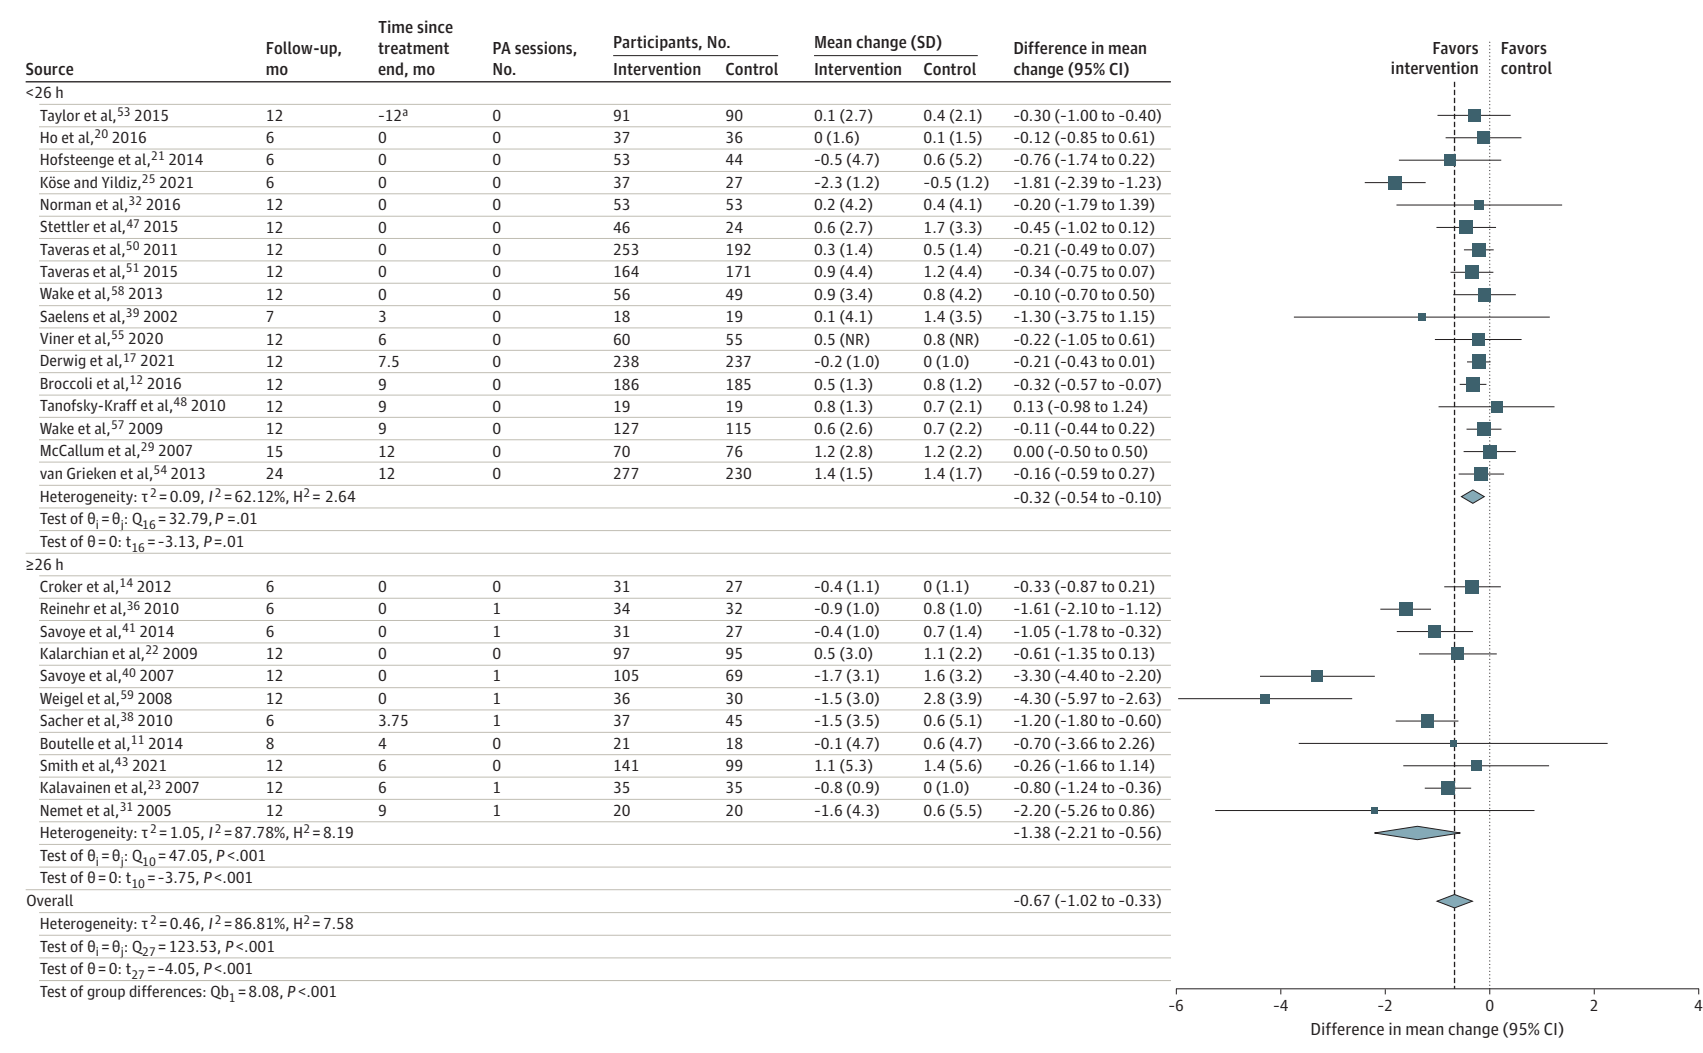 Source Follow-up, mo Time since treatment end, mo PA sessions, No. Participants, No. Intervention Control Mean change (SD) Intervention Control Difference in mean change (95% CI) Favors intervention Favors control
<26 h
Taylor et al,53 2015 12 -12a 0 91 90 0.1 (2.7) 0.4 (2.1) -0.30 (-1.00 to -0.40)
Ho et al,20 2016 6 0 0 37 36 0 (1.6) 0.1 (1.5) -0.12 (-0.85 to 0.61)
Hofsteenge et al,21 2014 6 0 0 53 44 -0.5 (4.7) 0.6 (5.2) -0.76 (-1.74 to 0.22)
Köse and Yildiz,25 2021 6 0 0 37 27 -2.3 (1.2) -0.5 (1.2) -1.81 (-2.39 to -1.23)
Norman et al,32 2016 12 0 0 53 53 0.2 (4.2) 0.4 (4.1) -0.20 (-1.79 to 1.39)
Stettler et al,47 2015 12 0 0 46 24 0.6 (2.7) 1.7 (3.3) -0.45 (-1.02 to 0.12)
Taveras et al,50 2011 12 0 0 253 192 0.3 (1.4) 0.5 (1.4) -0.21 (-0.49 to 0.07)
Taveras et al,51 2015 12 0 0 164 171 0.9 (4.4) 1.2 (4.4) -0.34 (-0.75 to 0.07)
Wake et al,58 2013 12 0 0 56 49 0.9 (3.4) 0.8 (4.2) -0.10 (-0.70 to 0.50)
Saelens et al,39 2002 7 3 0 18 19 0.1 (4.1) 1.4 (3.5) -1.30 (-3.75 to 1.15)
Viner et al,55 2020 12 6 0 60 55 0.5 (NR) 0.8 (NR) -0.22 (-1.05 to 0.61)
Derwig et al,17 2021 12 7.5 0 238 237 -0.2 (1.0) 0 (1.0) -0.21 (-0.43 to 0.01)
Broccoli et al,12 2016 12 9 0 186 185 0.5 (1.3) 0.8 (1.2) -0.32 (-0.57 to -0.07)
Tanofsky-Kraff et al,48 2010 12 9 0 19 19 0.8 (1.3) 0.7 (2.1) 0.13 (-0.98 to 1.24)
Wake et al,57 2009 12 9 0 127 115 0.6 (2.6) 0.7 (2.2) -0.11 (-0.44 to 0.22)
McCallum et al,29 2007 15 12 0 70 76 1.2 (2.8) 1.2 (2.2) 0.00 (-0.50 to 0.50)
van Grieken et al,54 2013 24 12 0 277 230 1.4 (1.5) 1.4 (1.7) -0.16 (-0.59 to 0.27)
Heterogeneity: τ2 = 0.09, I2 = 62.12%, H2 = 2.64 -0.32 (-0.54 to -0.10)
Test of θi = θj: Q16 = 32.79, P = .01
Test of θ = 0: t16 = -3.13, P = .01
≥26 h
Croker et al,14 2012 6 0 0 31 27 -0.4 (1.1) 0 (1.1) -0.33 (-0.87 to 0.21)
Reinehr et al,36 2010 6 0 1 34 32 -0.9 (1.0) 0.8 (1.0) -1.61 (-2.10 to -1.12)
Savoye et al,41 2014 6 0 1 31 27 -0.4 (1.0) 0.7 (1.4) -1.05 (-1.78 to -0.32)
Kalarchian et al,22 2009 12 0 0 97 95 0.5 (3.0) 1.1 (2.2) -0.61 (-1.35 to 0.13)
Savoye et al,40 2007 12 0 1 105 69 -1.7 (3.1) 1.6 (3.2) -3.30 (-4.40 to -2.20)
Weigel et al,59 2008 12 0 1 36 30 -1.5 (3.0) 2.8 (3.9) -4.30 (-5.97 to -2.63)
Sacher et al,38 2010 6 3.75 1 37 45 -1.5 (3.5) 0.6 (5.1) -1.20 (-1.80 to -0.60)
Boutelle et al,11 2014 8 4 0 21 18 -0.1 (4.7) 0.6 (4.7) -0.70 (-3.66 to 2.26)
Smith et al,43 2021 12 6 0 141 99 1.1 (5.3) 1.4 (5.6) -0.26 (-1.66 to 1.14)
Kalavainen et al,23 2007 12 6 1 35 35 -0.8 (0.9) 0 (1.0) -0.80 (-1.24 to -0.36)
Nemet et al,31 2005 12 9 1 20 20 -1.6 (4.3) 0.6 (5.5) -2.20 (-5.26 to 0.86)
Heterogeneity: τ2 = 1.05, I2 = 87.78%, H2 = 8.19 -1.38 (-2.21 to -0.56)
Test of θi = θj: Q10 = 47.05, P <.001
Test of θ = 0: t10 = -3.75, P <.001
Overall -0.67 (-1.02 to -0.33)
Heterogeneity: τ2 = 0.46, I2 = 86.81%, H2 = 7.58
Test of θi = θj: Q27 = 123.53, P <.001
Test of θ = 0: t27 = -4.05, P <.001
Test of group differences: Qb1 = 8.08, P <.001
-6 -4 -2 0 2 4
Difference in mean change (95% CI)